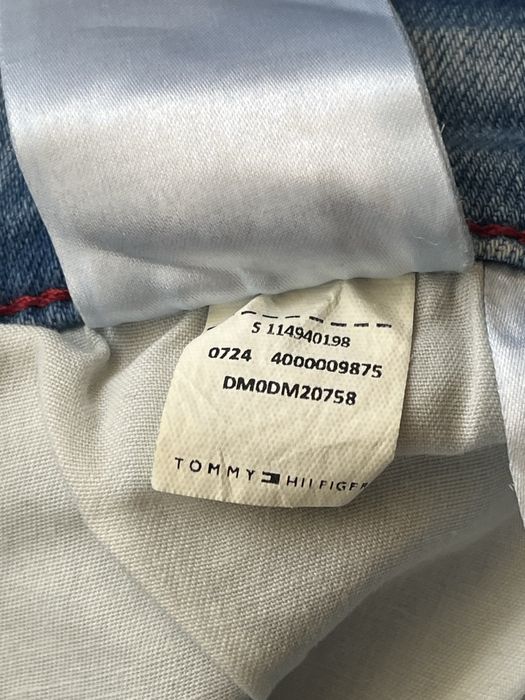 S 114940198
0724 4000009875
DM0DM20758
TOMMY HILFIGER